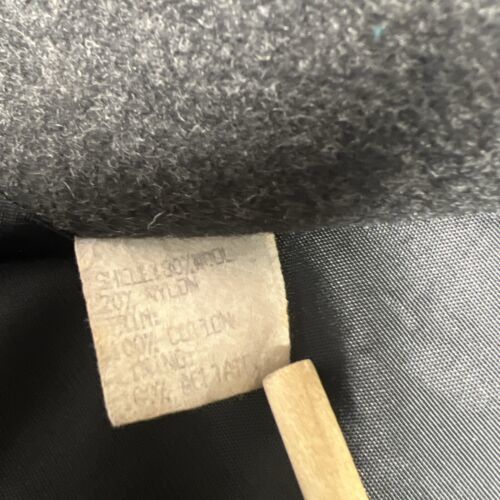 SHELL:80% WOOL
20% NYLON
TRIM:
100% COTTON
LINING:
100% ACETATE